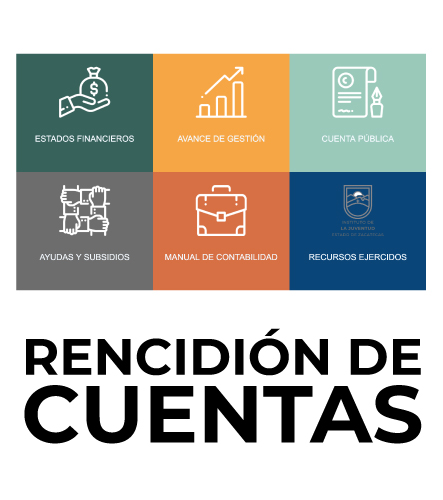 ESTADOS FINANCIEROS
AVANCE DE GESTIÓN
CUENTA PÚBLICA
AYUDAS Y SUBSIDIOS
MANUAL DE CONTABILIDAD
INSTITUTO DE
LA JUVENTUD
RECURSOS EJERCIDOS
RENCIDIÓN DE
CUENTAS